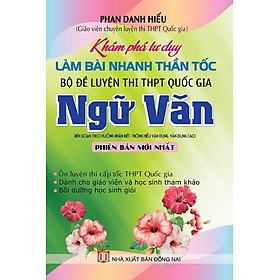 PHAN DANH HIẾU
(Giáo viên chuyên luyện thi THPT Quốc gia)
Khám phá tư duy
LÀM BÀI NHANH THẦN TỐC
BỘ ĐỀ LUYỆN THI THPT QUỐC GIA
Ngữ Văn
BIÊN SOẠN THEO HƯỚNG NHẬN BIẾT THÔNG HIỂU VẬN DỤNG VẬN DỤNG CAO
PHIÊN BẢN MỚI NHẤT
Ôn luyện thi cấp tốc THPT Quốc gia
Dành cho giáo viên và học sinh tham khảo
Bồi dưỡng học sinh giỏi
NHÀ XUẤT BẢN ĐỒNG NAI